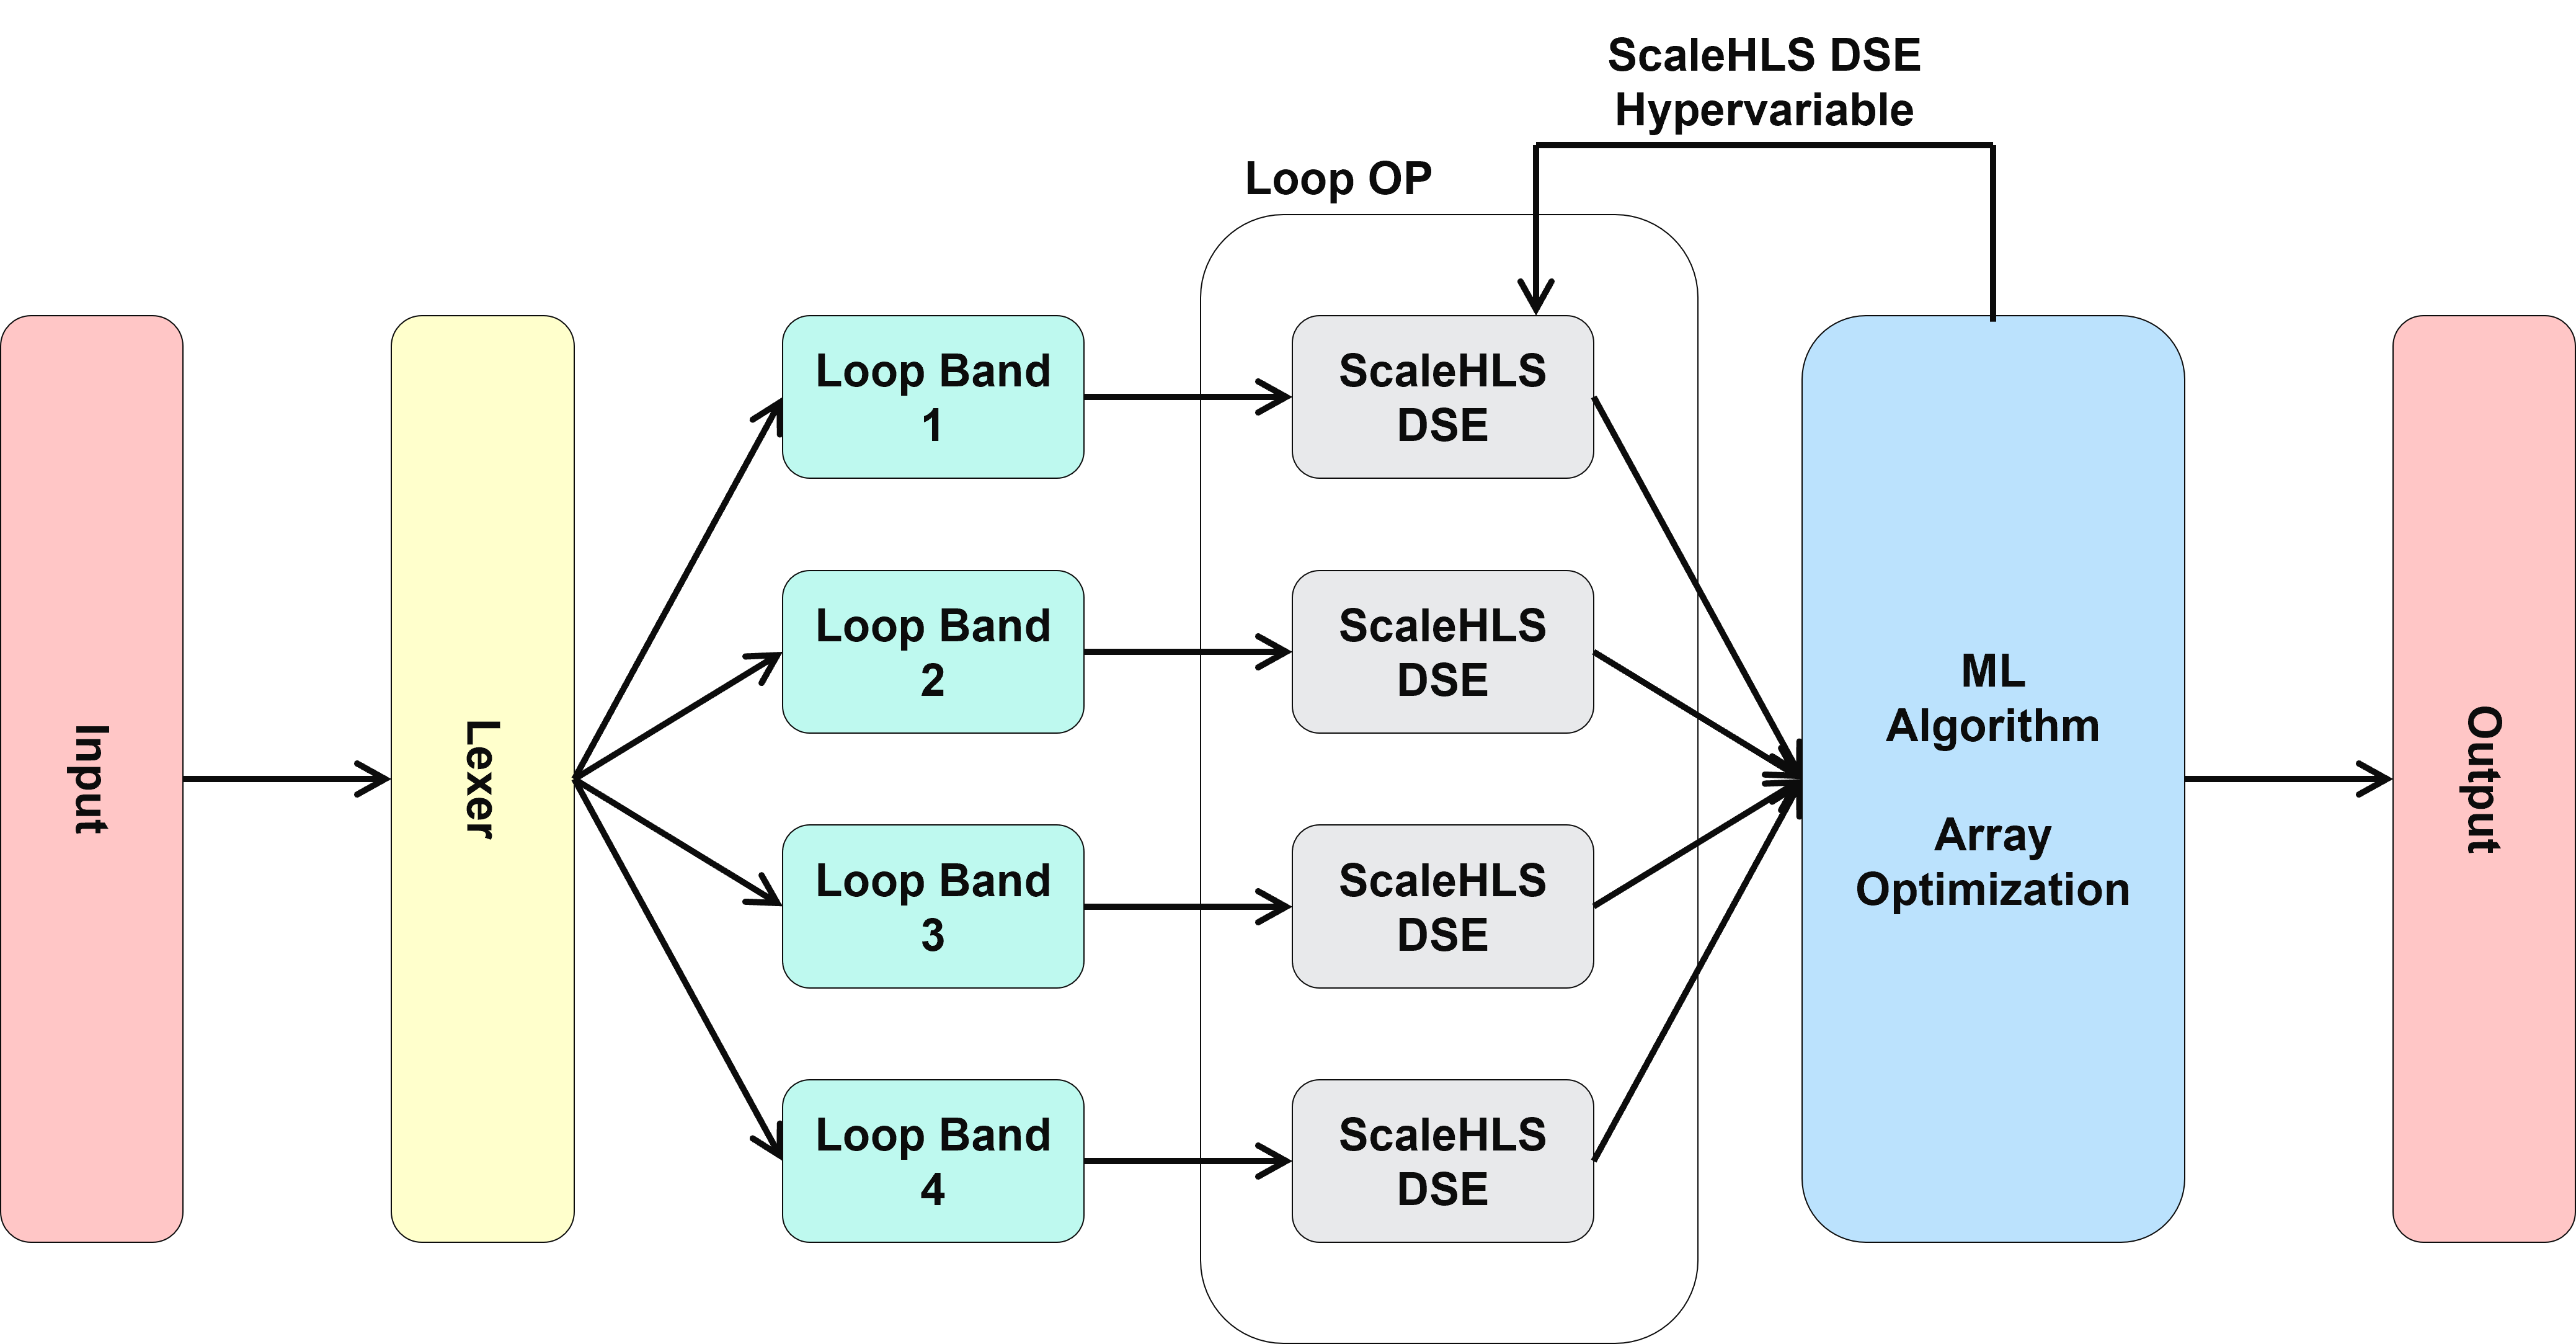 ScaleHLS DSE
Hypervariable
Loop OP
Input
Lexer
Loop Band
1
ScaleHLS
DSE
Loop Band
2
ScaleHLS
DSE
Loop Band
3
ScaleHLS
DSE
Loop Band
4
ScaleHLS
DSE
ML
Algorithm
Array
Optimization
Output